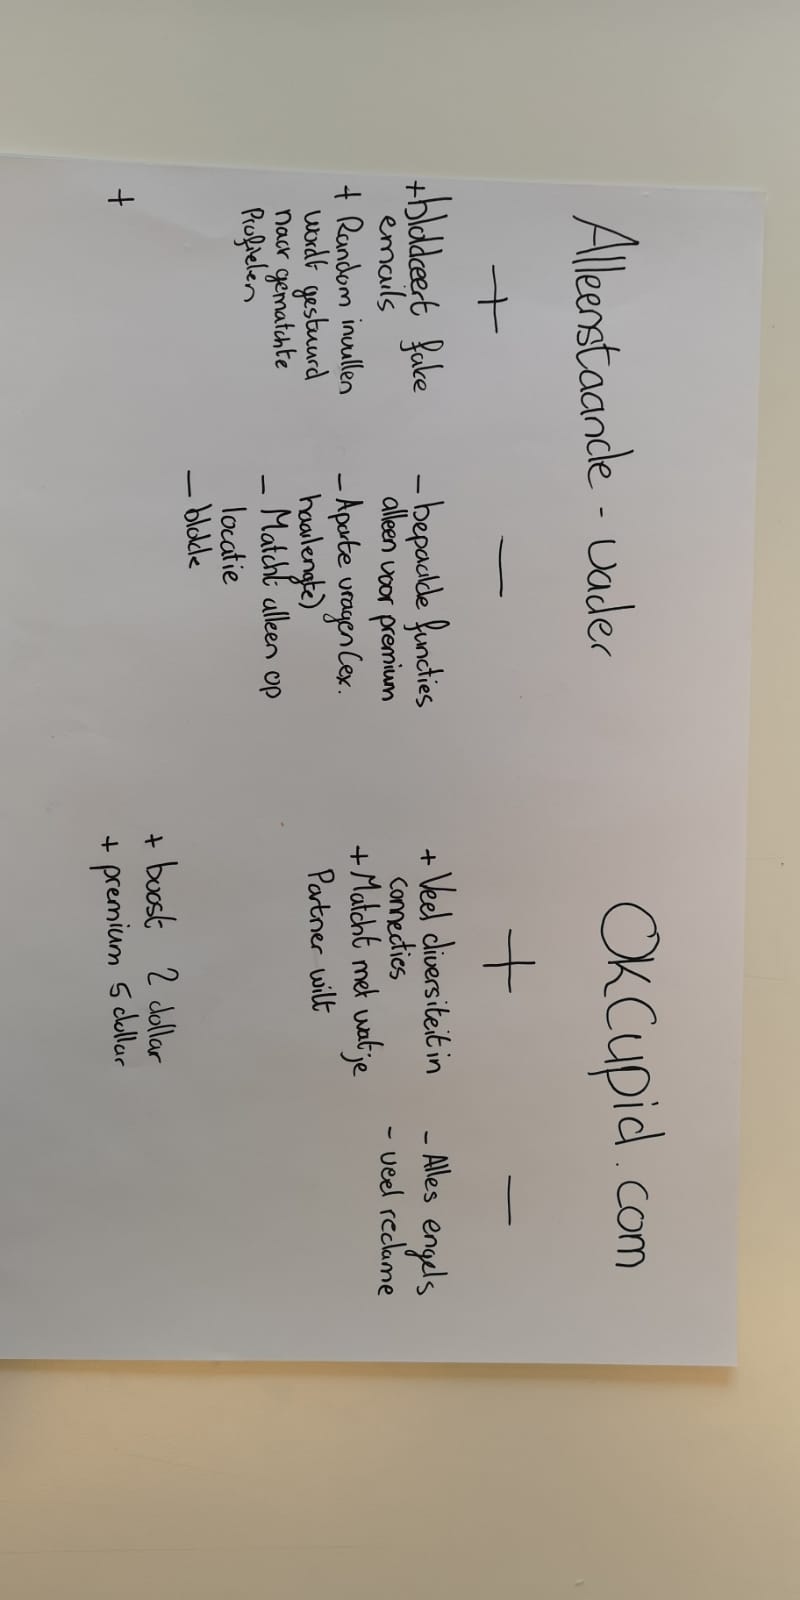 Alleenstaande - vader
+
+ blokkeert fake
emails
+ Random invullen
wordt gestuurd
naar gematchte
Profielen
+
—
- bepaalde functies
alleen voor premium
- Aparte vragen (ex.
haarlengte)
- Matcht alleen op
locatie
-
OkCupid.com
+
+ Veel diversiteit in
connecties
+ Matcht met wat je
Partner wilt
+ boost 2 dollar
+ premium 5 dollar
—
- Alles engels
- veel reclame